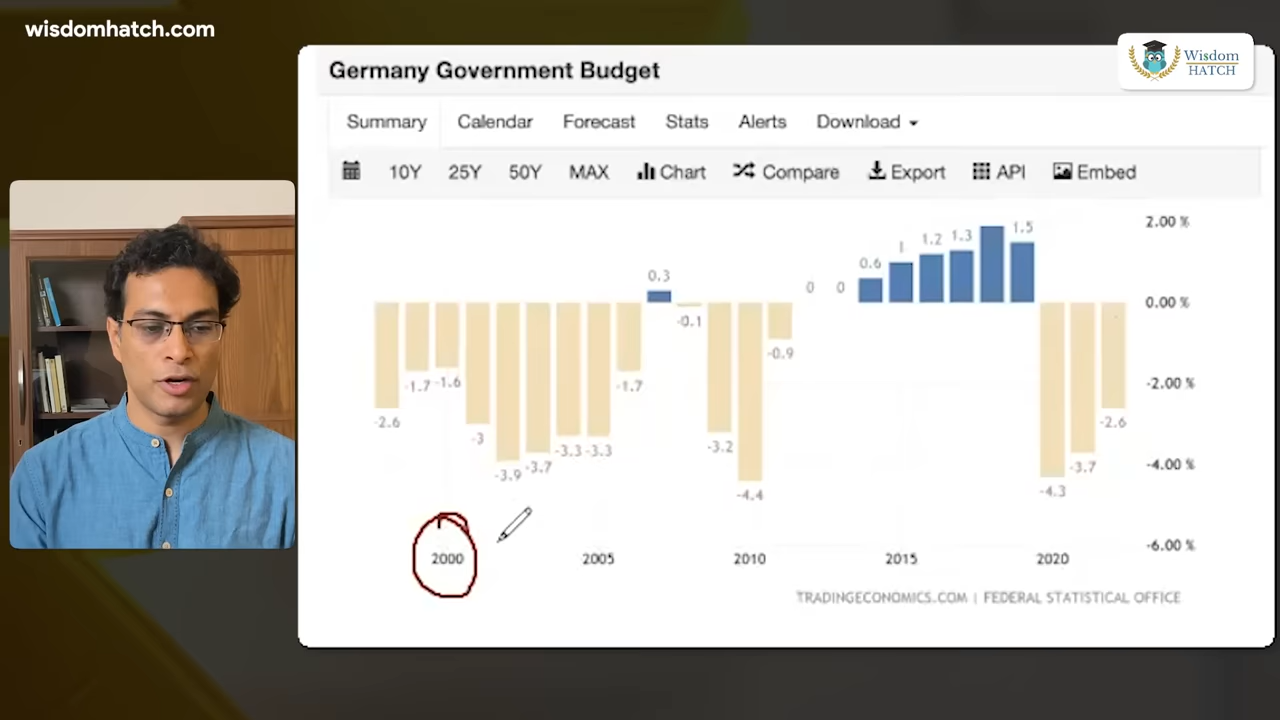 wisdomhatch.com
Wisdom
HATCH
Germany Government Budget
Summary Calendar Forecast Stats Alerts Download
10Y 25Y 50Y MAX Chart Compare Export API Embed
2.00 %
1.5
1.3
1.2
1
0.6
0.3
0 0
0.00 %
-0.1
-0.9
-1.7 -1.6 -1.7
-2.00 %
-2.6 -2.6
-3
-3.2
-3.3 -3.3
-4.00 %
-3.9 -3.7 -3.7
-4.4 -4.3
-6.00 %
2000 2005 2010 2015 2020
TRADINGECONOMICS.COM | FEDERAL STATISTICAL OFFICE